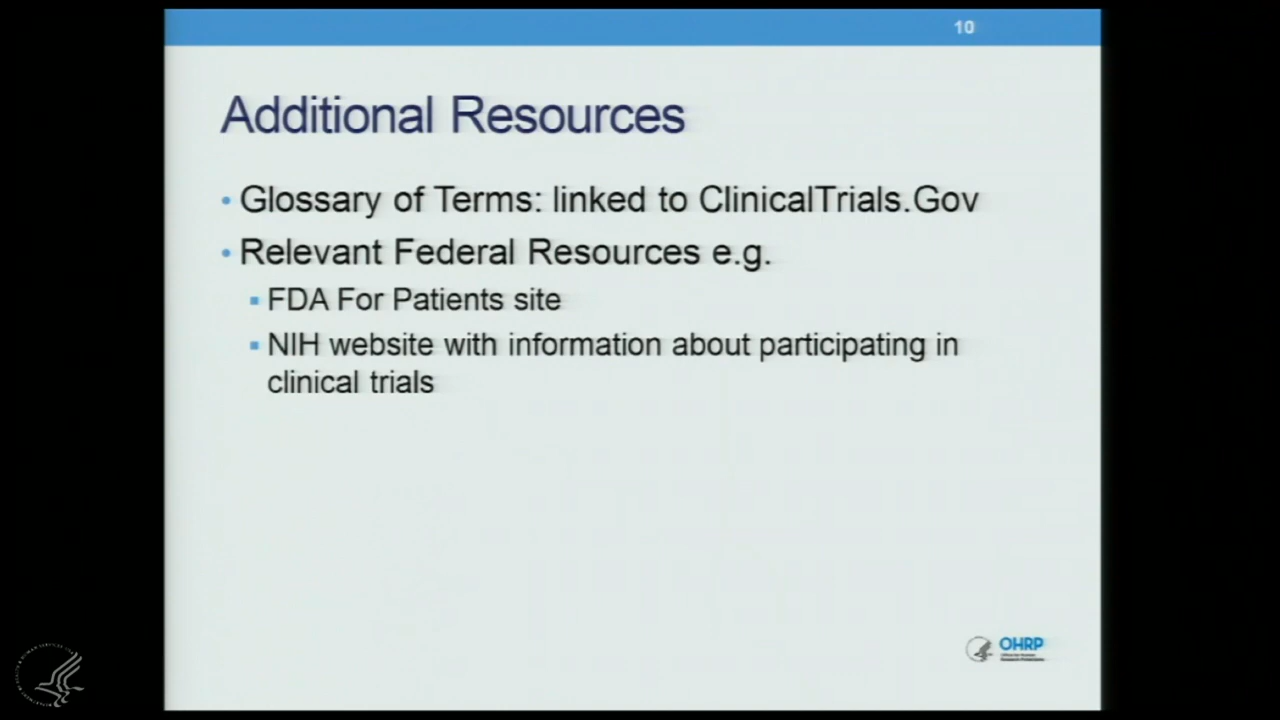 10
Additional Resources
• Glossary of Terms: linked to ClinicalTrials.Gov
• Relevant Federal Resources e.g.
▪ FDA For Patients site
▪ NIH website with information about participating in
clinical trials
OHRP